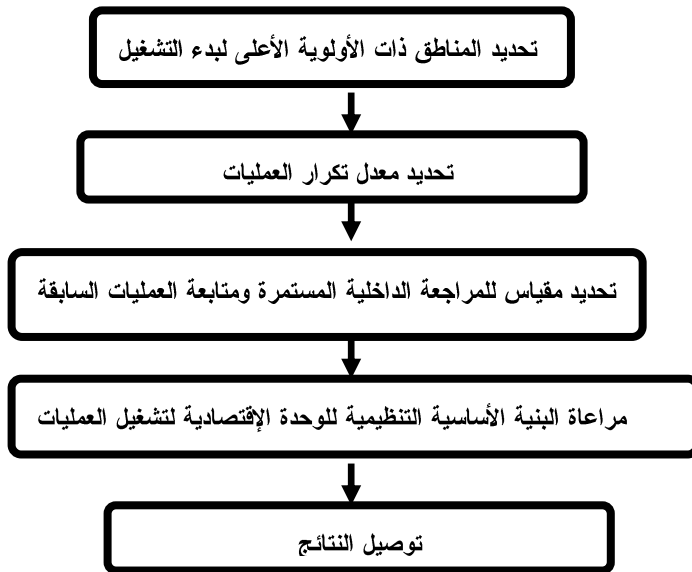 تحديد المناطق ذات الأولوية الأعلى لبدء التشغيل
تحديد معدل تكرار العمليات
تحديد مقياس للمراجعة الداخلية المستمرة ومتابعة العمليات السابقة
مراعاة البنية الأساسية التنظيمية للوحدة الإقتصادية لتشغيل العمليات
توصيل النتائج